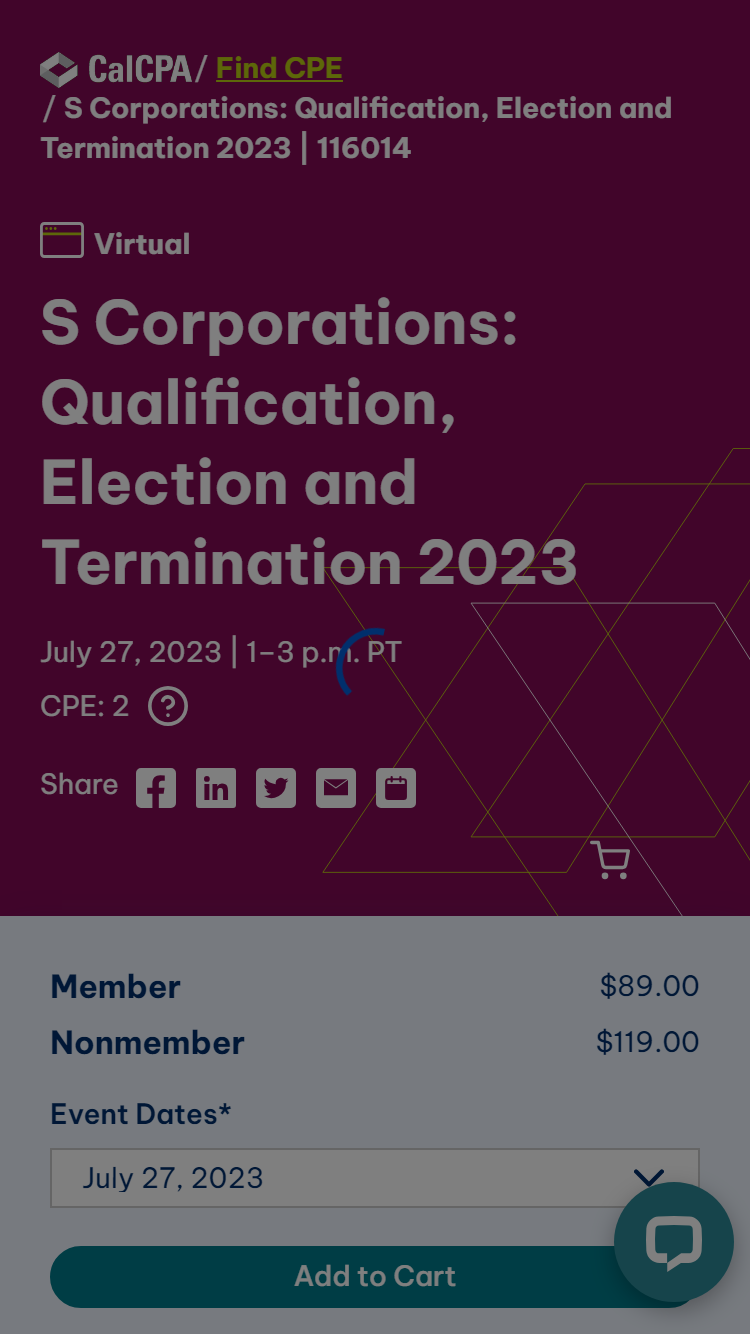 CalCPA / Find CPE
/ S Corporations: Qualification, Election and
Termination 2023 | 116014
Virtual
S Corporations:
Qualification,
Election and
Termination 2023
July 27, 2023 | 1–3 p.m. PT
CPE: 2 ?
Share
Member $89.00
Nonmember $119.00
Event Dates*
July 27, 2023
Add to Cart